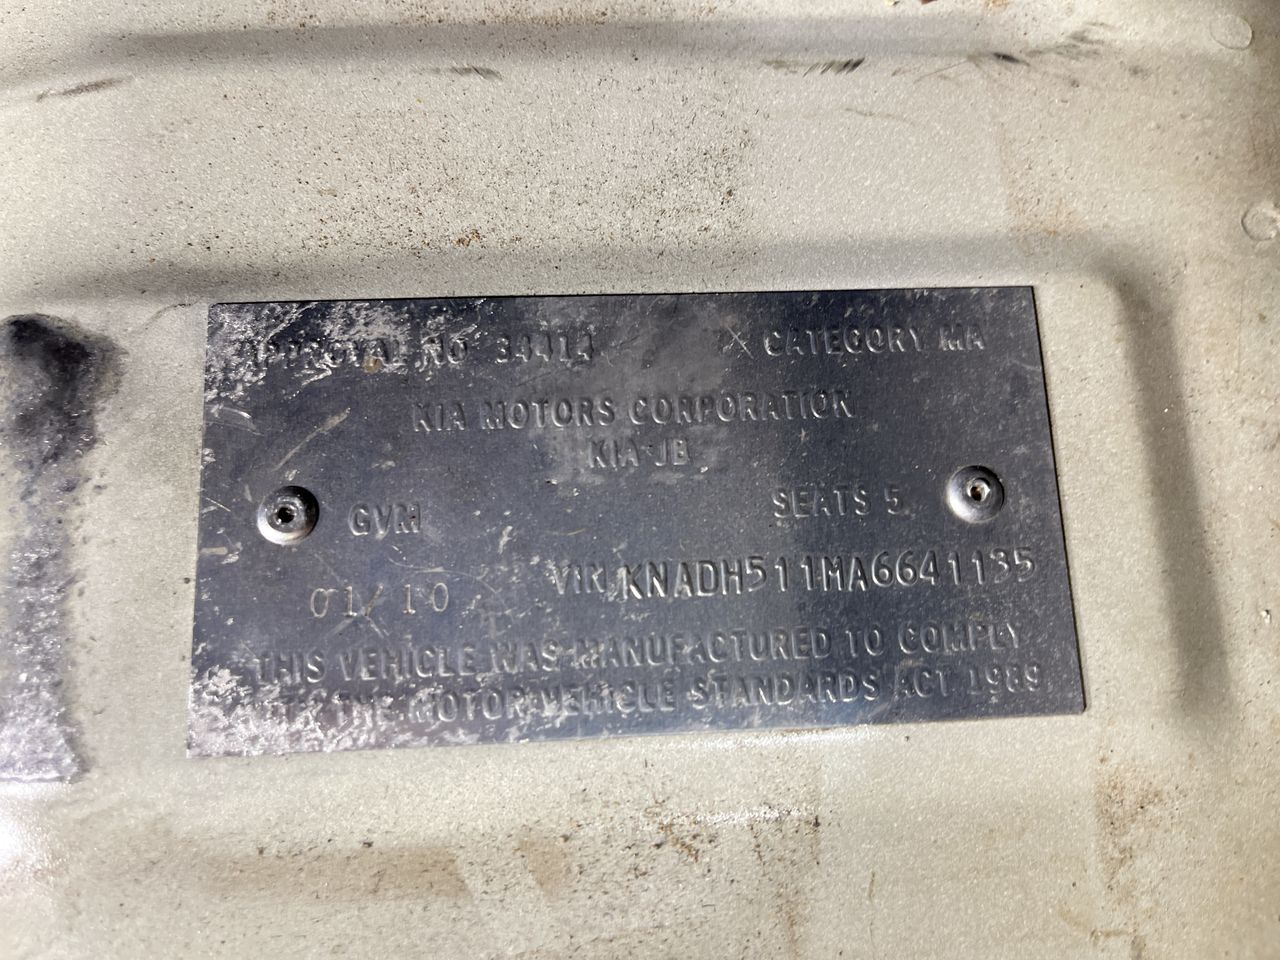 APPROVAL NO 34414 CATEGORY MA
KIA MOTORS CORPORATION
KIA JB
GVM SEATS 5
01/10 VIN KNADH511MA6641135
THIS VEHICLE WAS MANUFACTURED TO COMPLY
WITH THE MOTOR VEHICLE STANDARDS ACT 1989